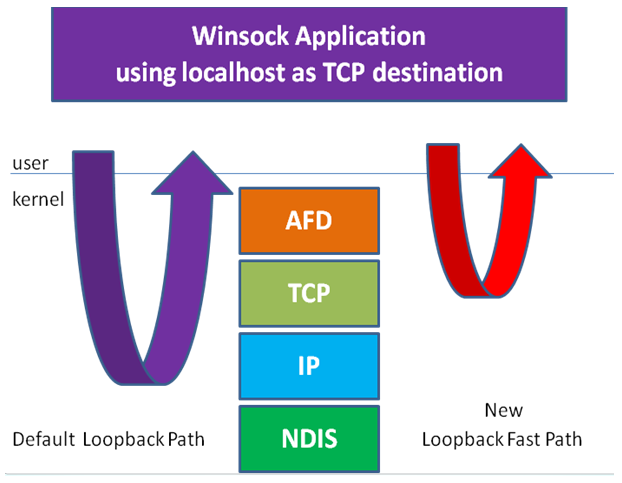 Winsock Application
using localhost as TCP destination
user
kernel
AFD
TCP
IP
NDIS
Default Loopback Path
New
Loopback Fast Path